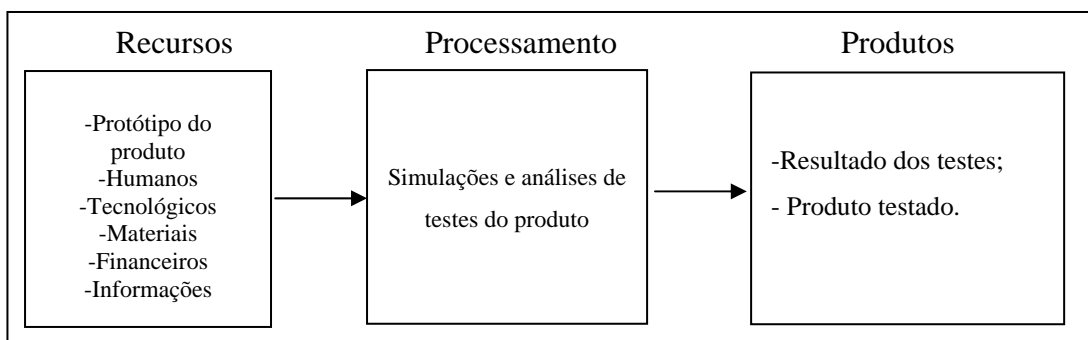 Recursos
Processamento
Produtos
-Protótipo do
produto
-Humanos
-Tecnológicos
-Materiais
-Financeiros
-Informações
Simulações e análises de
testes do produto
-Resultado dos testes;
- Produto testado.